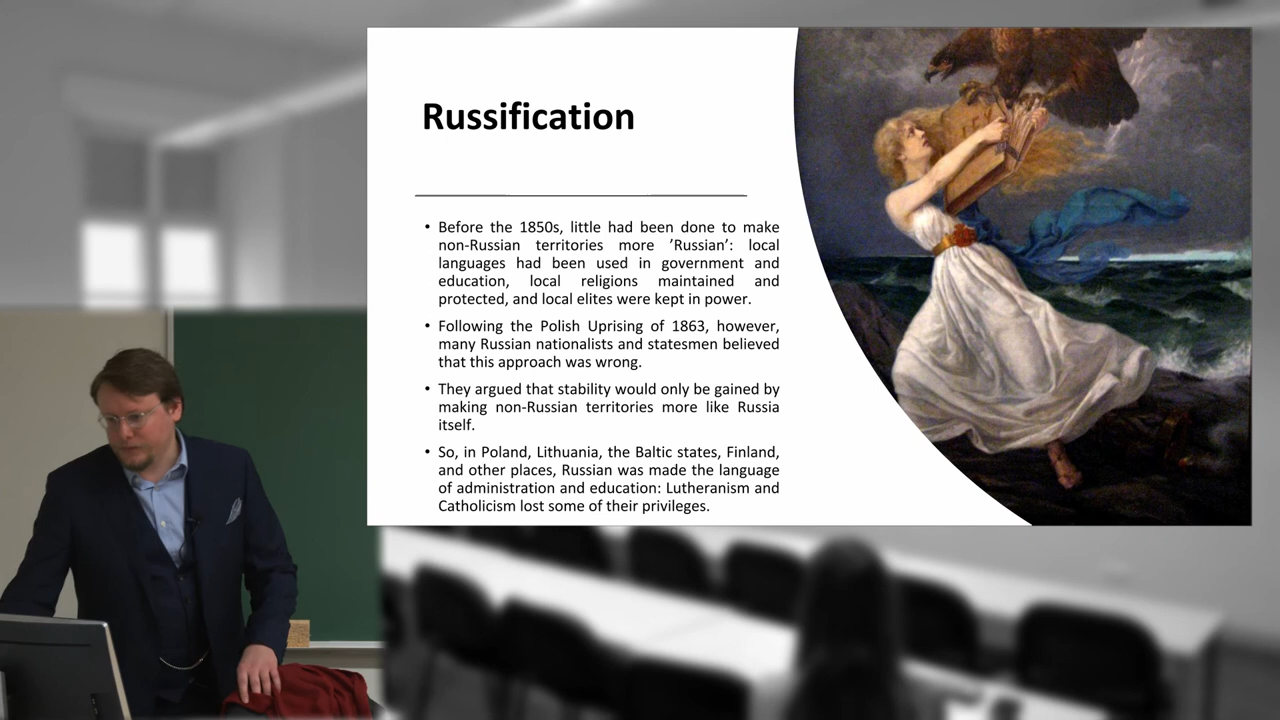 Russification
• Before the 1850s, little had been done to make
non-Russian territories more ’Russian’: local
languages had been used in government and
education, local religions maintained and
protected, and local elites were kept in power.
• Following the Polish Uprising of 1863, however,
many Russian nationalists and statesmen believed
that this approach was wrong.
• They argued that stability would only be gained by
making non-Russian territories more like Russia
itself.
• So, in Poland, Lithuania, the Baltic states, Finland,
and other places, Russian was made the language
of administration and education: Lutheranism and
Catholicism lost some of their privileges.